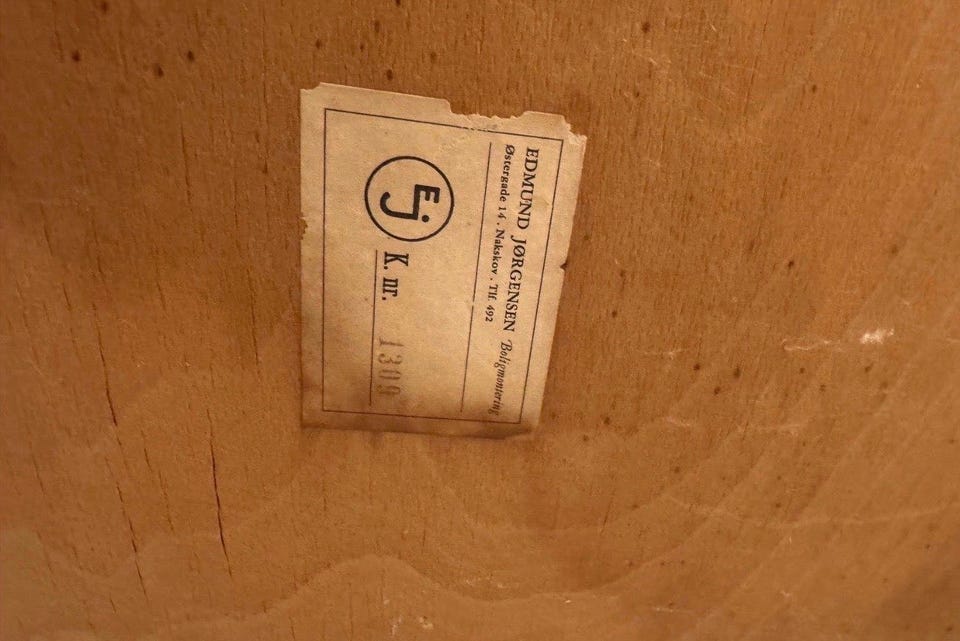 EDMUND JØRGENSEN Boligmontering
Østergade 14 . Nakskov . Tlf. 492
Ej
K. nr. 1309